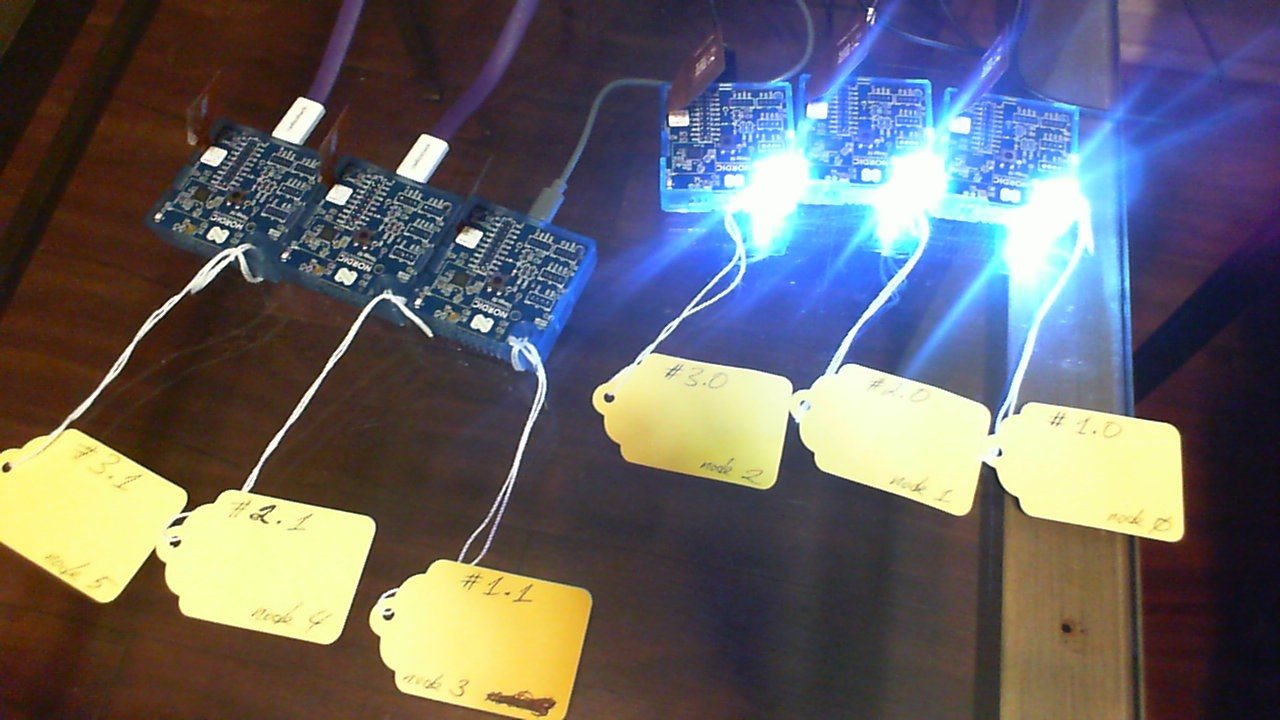 NORDIC
NORDIC
NORDIC
NORDIC
NORDIC
NORDIC
#3.0
node 2
#2.0
node 1
#1.0
node 0
#3.1
node 5
#2.1
node 4
#1.1
node 3